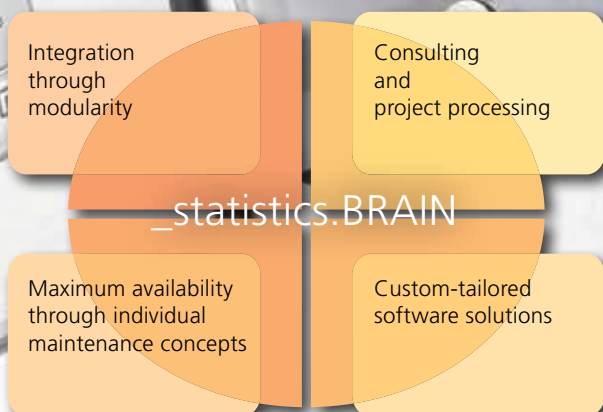 Integration
through
modularity
Consulting
and
project processing
_statistics.BRAIN
Maximum availability
through individual
maintenance concepts
Custom-tailored
software solutions